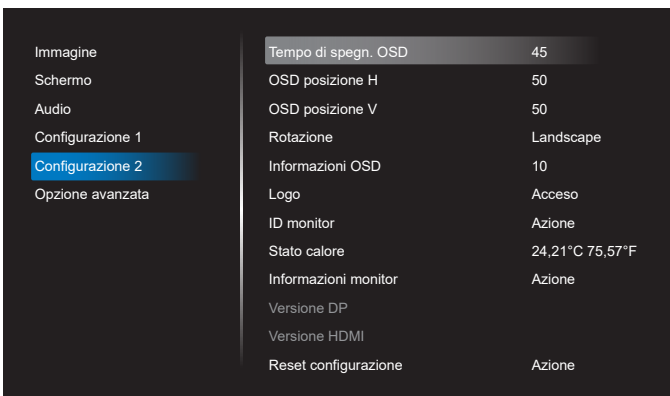 Immagine
Schermo
Audio
Configurazione 1
Configurazione 2
Opzione avanzata
Tempo di spegn. OSD 45
OSD posizione H 50
OSD posizione V 50
Rotazione Landscape
Informazioni OSD 10
Logo Acceso
ID monitor Azione
Stato calore 24,21°C 75,57°F
Informazioni monitor Azione
Versione DP
Versione HDMI
Reset configurazione Azione